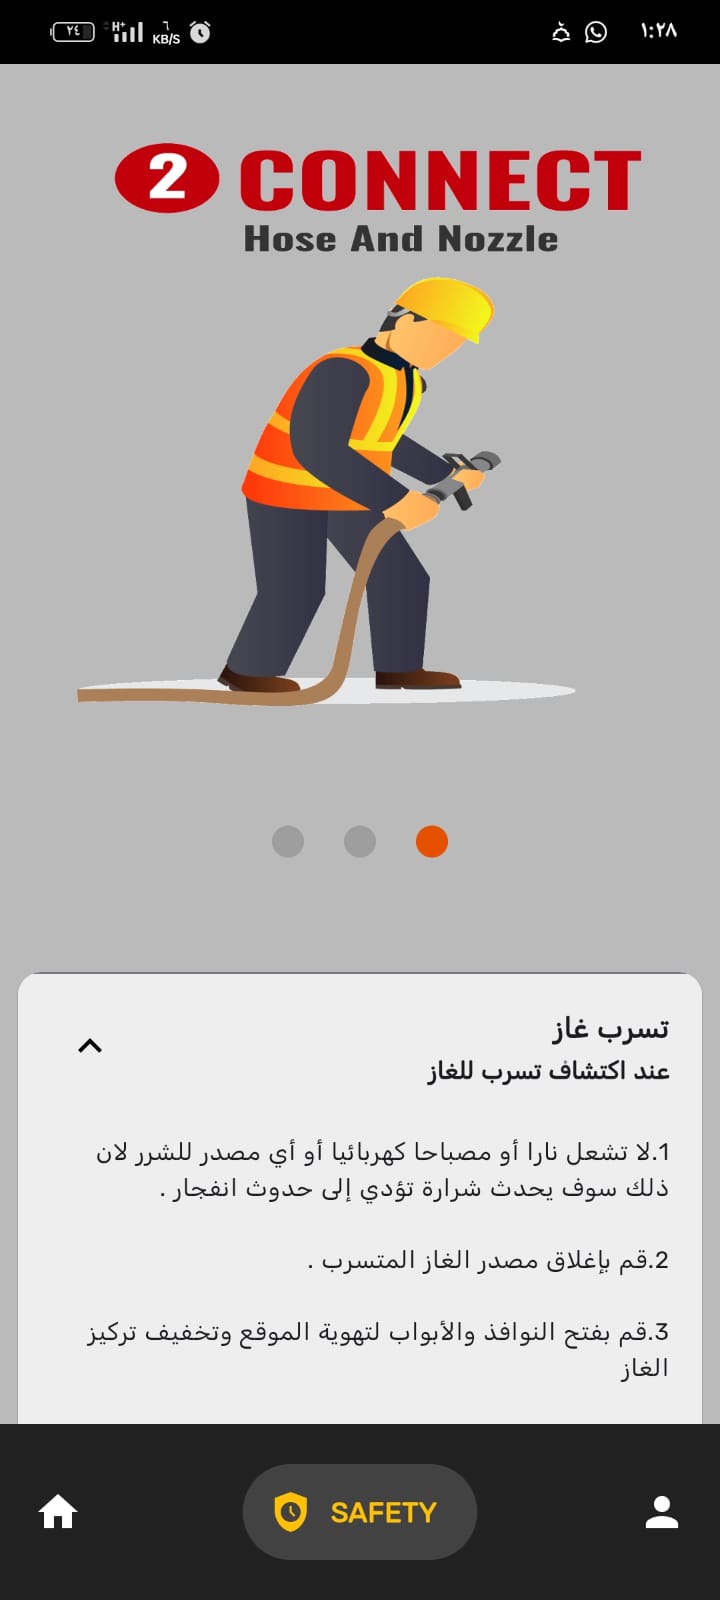 ٢٤ H+ ٦ KB/S ١:٢٨
2 CONNECT
Hose And Nozzle
تسرب غاز
عند اكتشاف تسرب للغاز
1.لا تشعل نارا أو مصباحا كهربائيا أو أي مصدر للشرر لان
ذلك سوف يحدث شرارة تؤدي إلى حدوث انفجار .
2.قم بإغلاق مصدر الغاز المتسرب .
3.قم بفتح النوافذ والأبواب لتهوية الموقع وتخفيف تركيز
الغاز
SAFETY